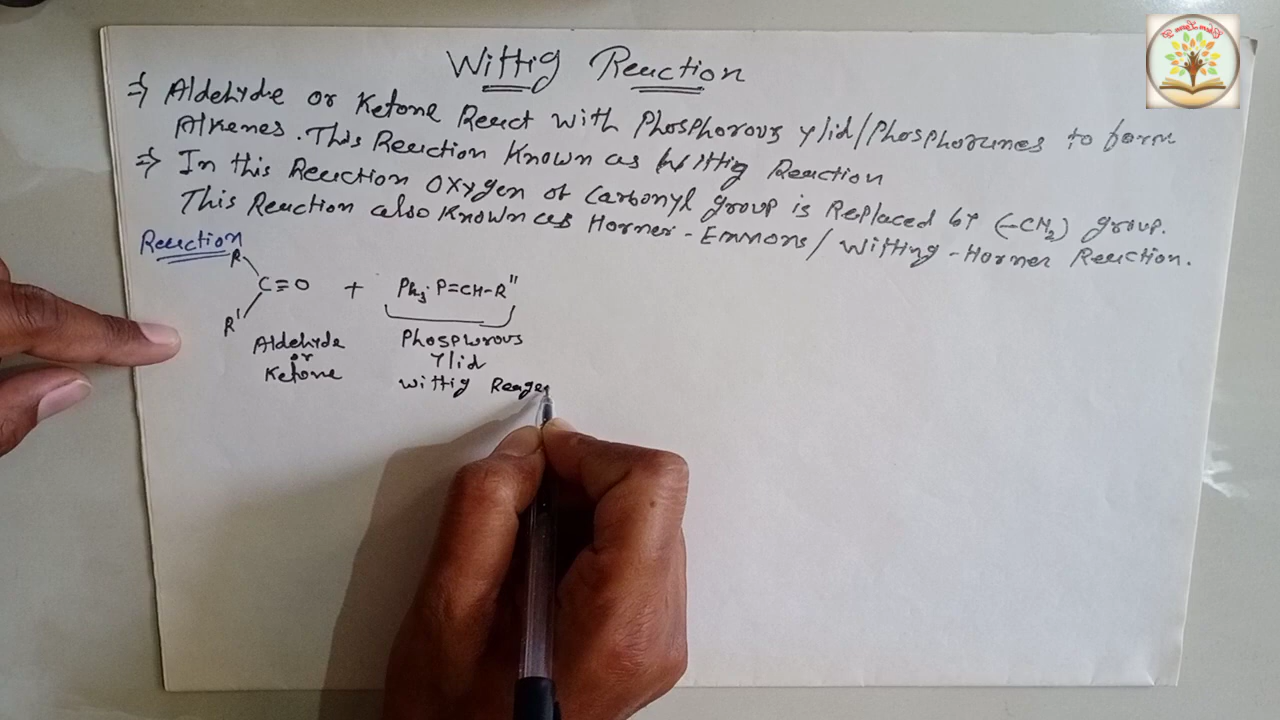 Wittig Reaction
⇒ Aldehyde or Ketone React with Phosphorous ylid/Phosphoranes to form
Alkenes. This Reaction Known as Wittig Reaction
⇒ In this Reaction oxygen of carbonyl group is Replaced by (-CH₂) group.
This Reaction also Known as Horner-Emmons/Witting-Horner Reaction.
Reaction
R
C=O + Ph₃P=CH-R"
R'
Aldehyde or Ketone
Phosphorous Ylid
Wittig Reage